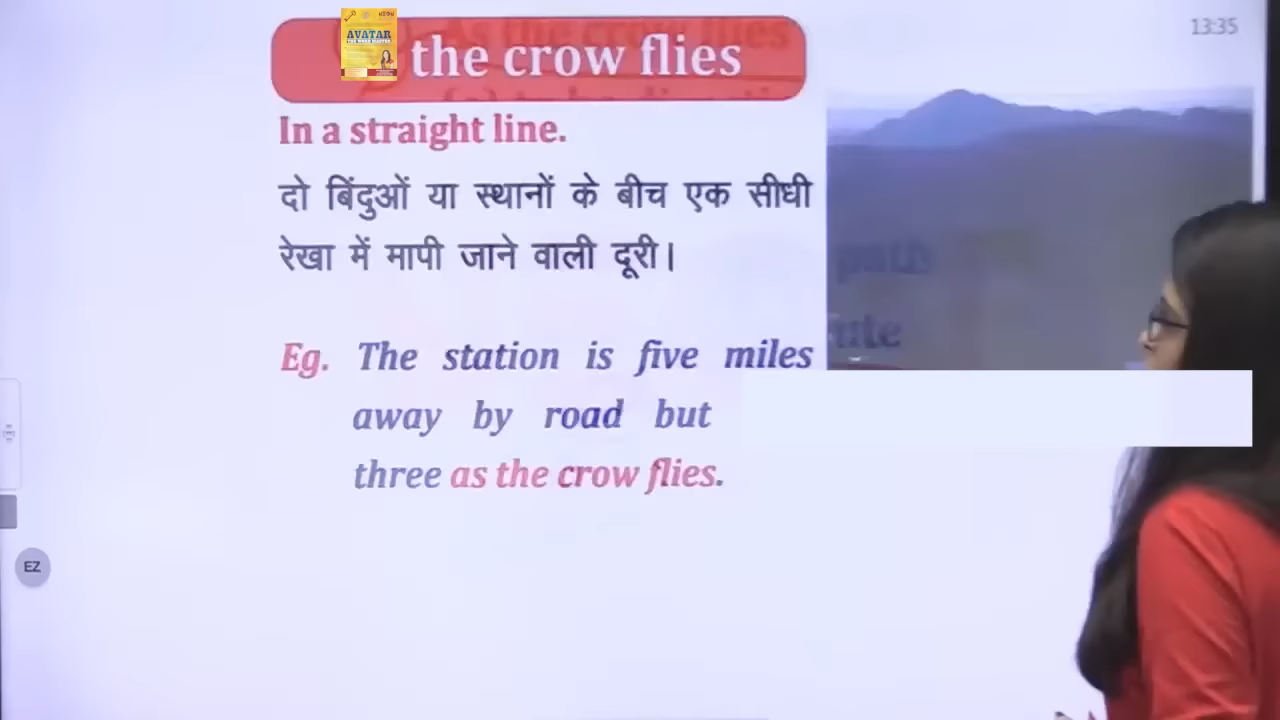 13:35
AVATAR
the crow flies
In a straight line.
दो बिंदुओं या स्थानों के बीच एक सीधी
रेखा में मापी जाने वाली दूरी।
path
Eg. The station is five miles
away by road but
three as the crow flies.
EZ